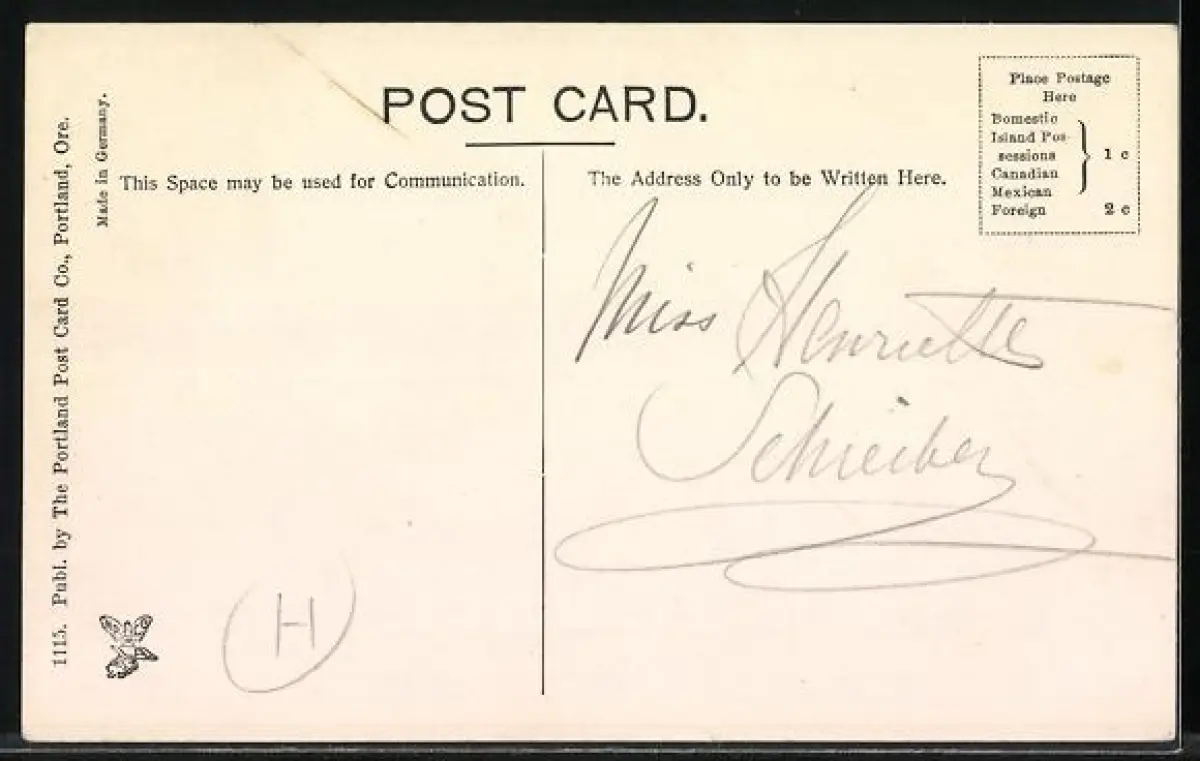 POST CARD.
This Space may be used for Communication.
The Address Only to be Written Here.
Place Postage
Here
Domestic
Island Pos-
sessions
Canadian
Mexican
1 c
Foreign 2 c
Miss Henriette
Schreiber
H
1115. Publ. by The Portland Post Card Co., Portland, Ore.
Made in Germany.